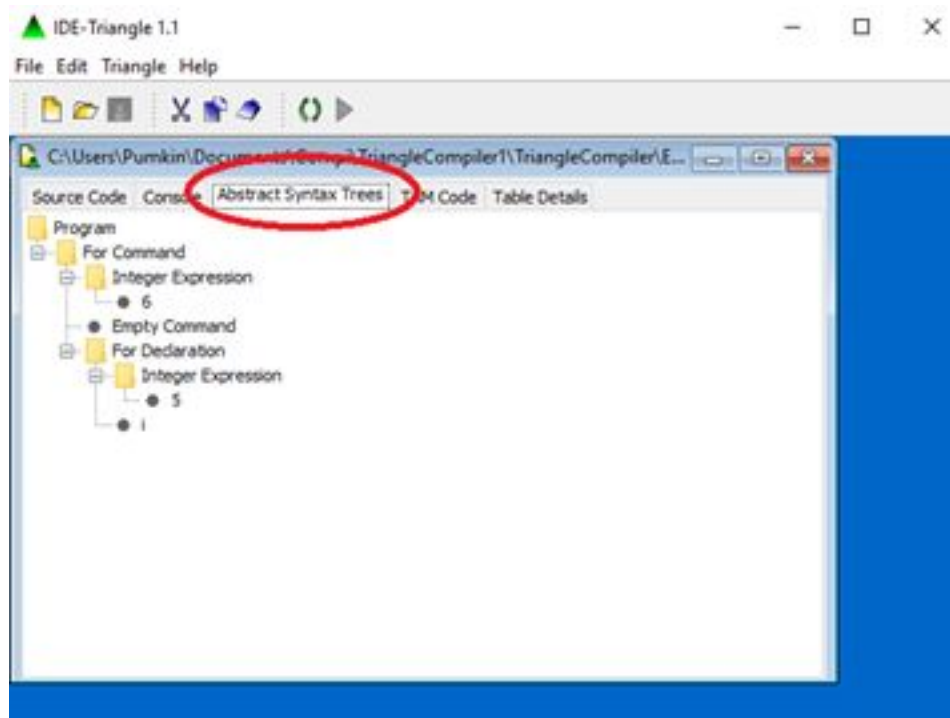 IDE-Triangle 1.1
File Edit Triangle Help
C:\Users\Pumkin\ TriangleCompiler1\TriangleCompiler\E...
Source Code Console Abstract Syntax Trees Code Table Details
Program
For Command
Integer Expression
6
Empty Command
For Declaration
Integer Expression
5
i